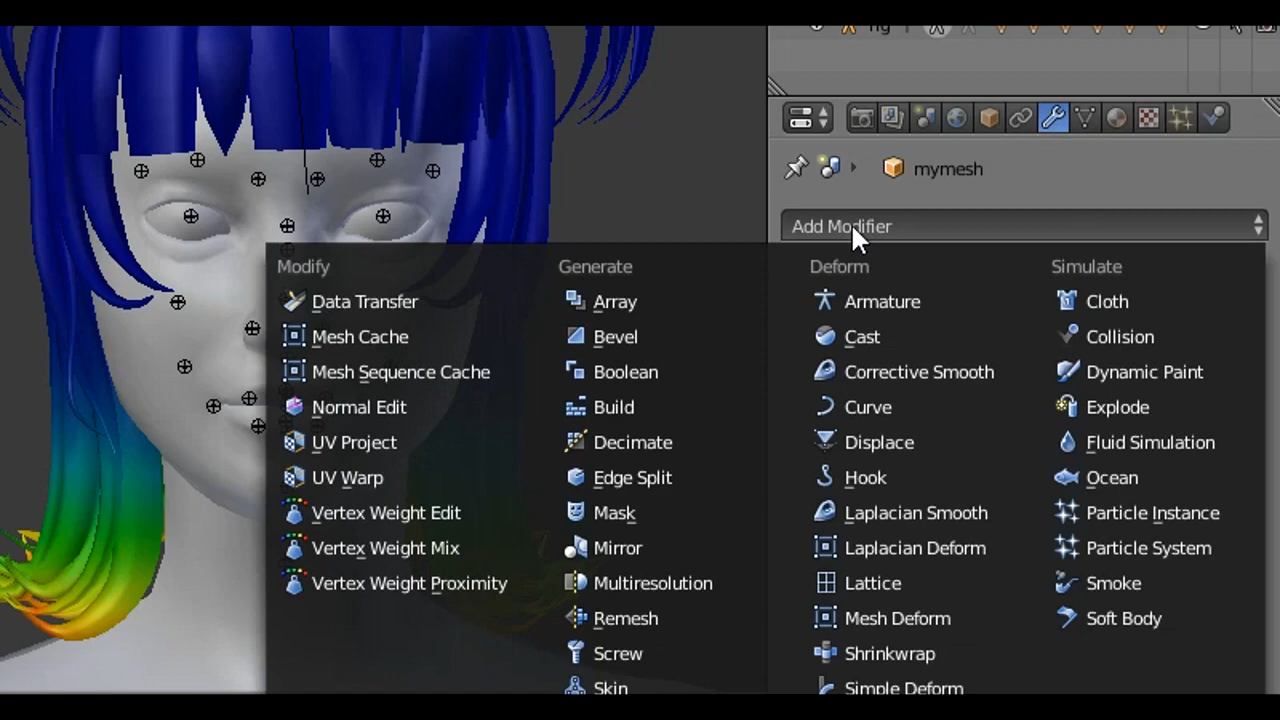 rig
mymesh
Add Modifier
Modify
Data Transfer
Mesh Cache
Mesh Sequence Cache
Normal Edit
UV Project
UV Warp
Vertex Weight Edit
Vertex Weight Mix
Vertex Weight Proximity
Generate
Array
Bevel
Boolean
Build
Decimate
Edge Split
Mask
Mirror
Multiresolution
Remesh
Screw
Skin
Deform
Armature
Cast
Corrective Smooth
Curve
Displace
Hook
Laplacian Smooth
Laplacian Deform
Lattice
Mesh Deform
Shrinkwrap
Simple Deform
Simulate
Cloth
Collision
Dynamic Paint
Explode
Fluid Simulation
Ocean
Particle Instance
Particle System
Smoke
Soft Body